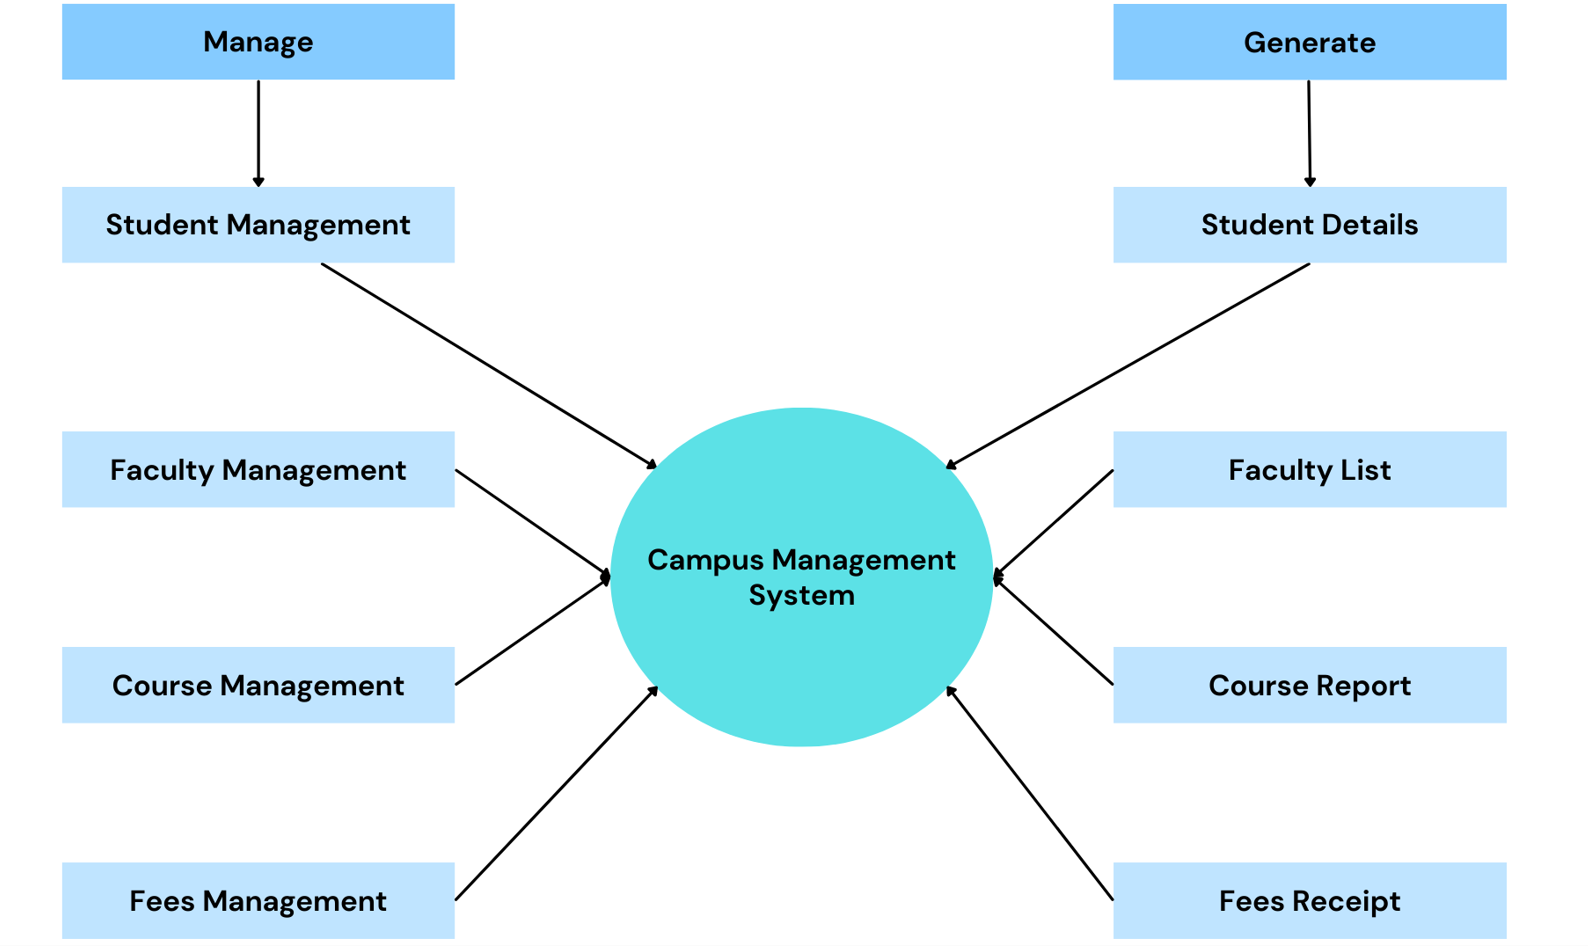 Manage
Generate
Student Management
Student Details
Faculty Management
Faculty List
Campus Management
System
Course Management
Course Report
Fees Management
Fees Receipt